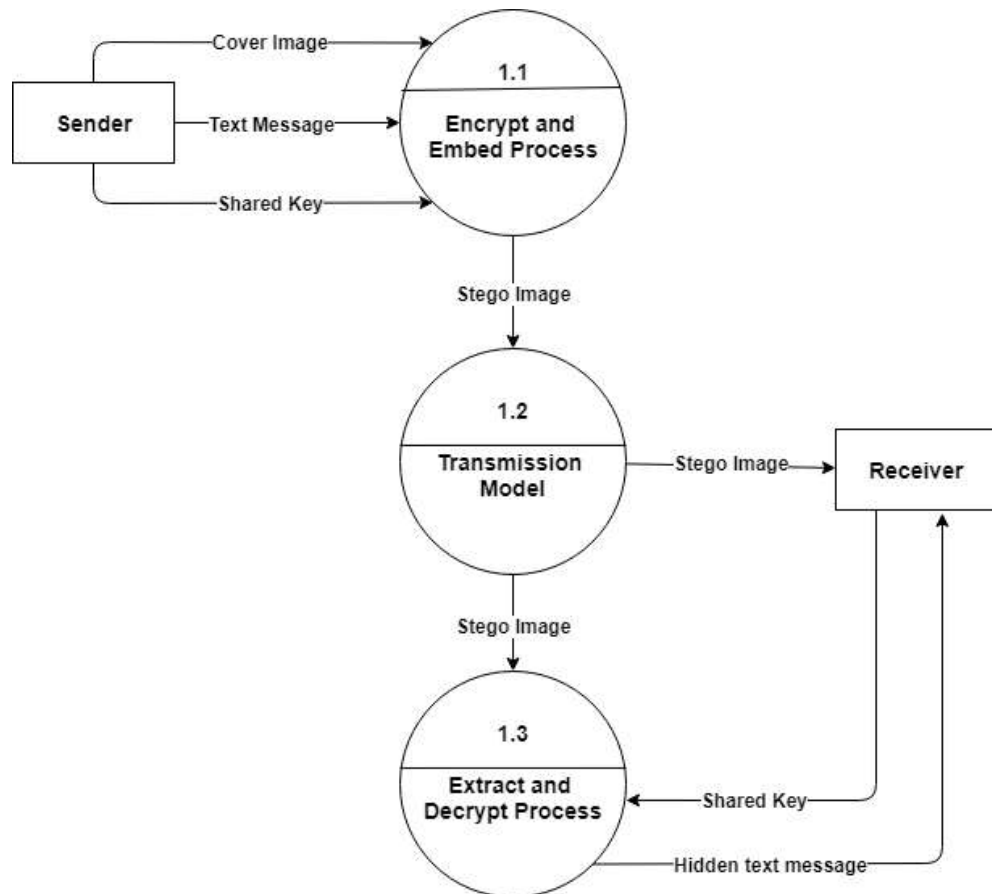 Cover Image
1.1
Sender
Text Message
Encrypt and
Embed Process
Shared Key
Stego Image
1.2
Transmission
Model
Stego Image
Receiver
Stego Image
1.3
Extract and
Decrypt Process
Shared Key
Hidden text message